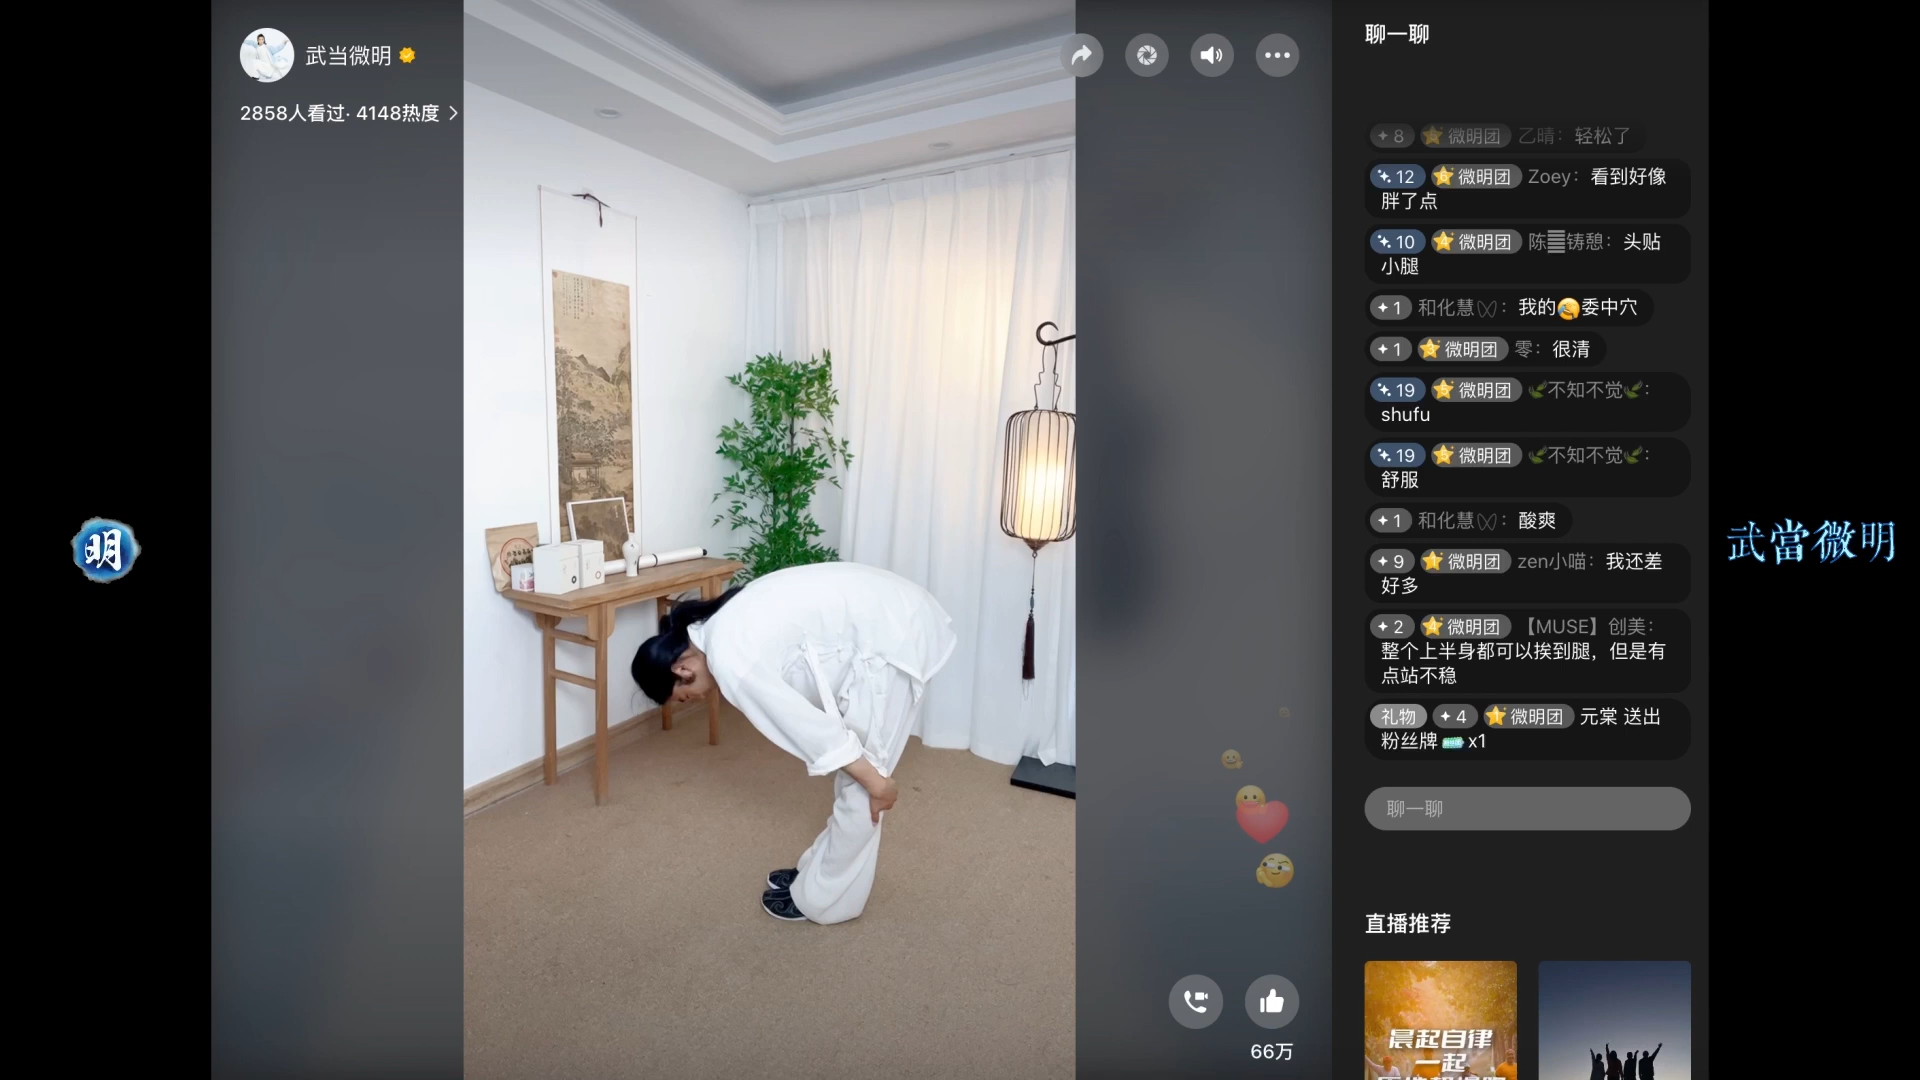 武当微明
2858人看过· 4148热度
聊一聊
8 微明团 乙晴：轻松了
12 微明团 Zoey：看到好像
胖了点
10 微明团 陈䷀铸憩：头贴
小腿
1 和化慧：我的😂委中穴
1 微明团 零：很清
19 微明团 🌿不知不觉🌿：
shufu
19 微明团 🌿不知不觉🌿：
舒服
1 和化慧：酸爽
9 微明团 zen小喵：我还差
好多
2 微明团 【MUSE】创美：
整个上半身都可以挨到腿，但是有
点站不稳
礼物 4 微明团 元棠 送出
粉丝牌 x1
聊一聊
直播推荐
晨起自律
一起
66万
明
武當微明